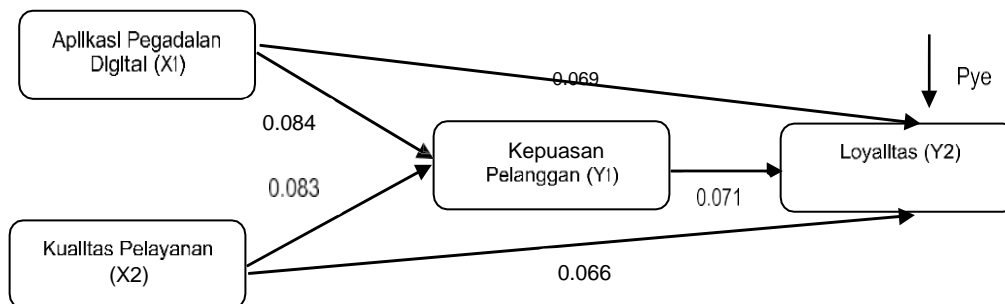 Aplikasi Pegadaian
Digital (X1)
0.069
Pye
0.084
Kepuasan
Pelanggan (Y1)
Loyalitas (Y2)
0.083
0.071
Kualitas Pelayanan
(X2)
0.066